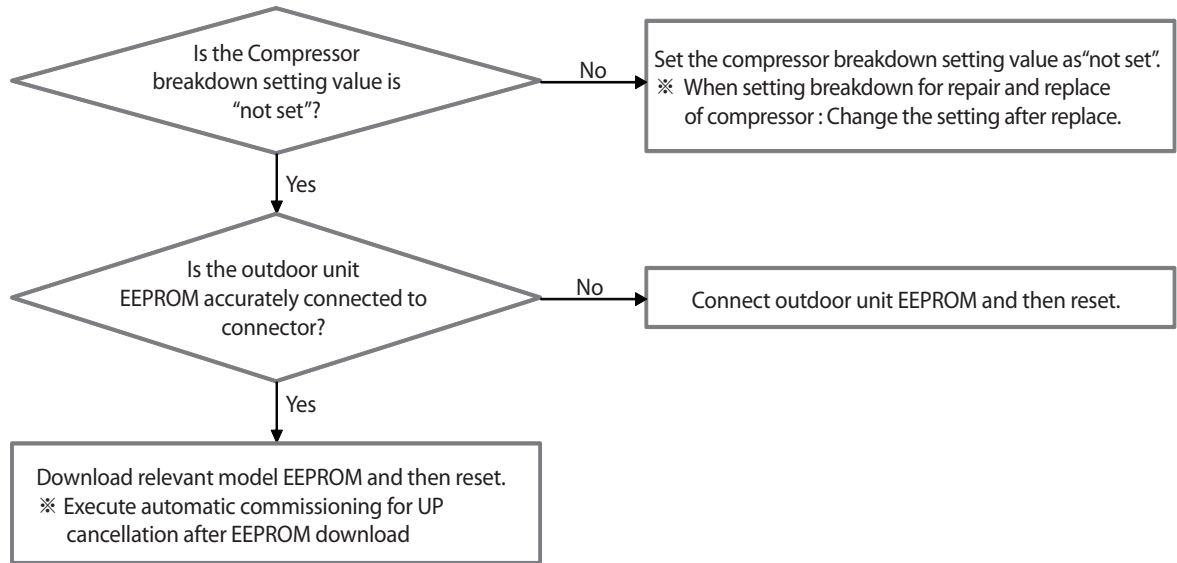 Is the Compressor
breakdown setting value is
“not set”?
No
Set the compressor breakdown setting value as“not set”.
※ When setting breakdown for repair and replace
of compressor : Change the setting after replace.
Yes
Is the outdoor unit
EEPROM accurately connected to
connector?
No
Connect outdoor unit EEPROM and then reset.
Yes
Download relevant model EEPROM and then reset.
※ Execute automatic commissioning for UP
cancellation after EEPROM download